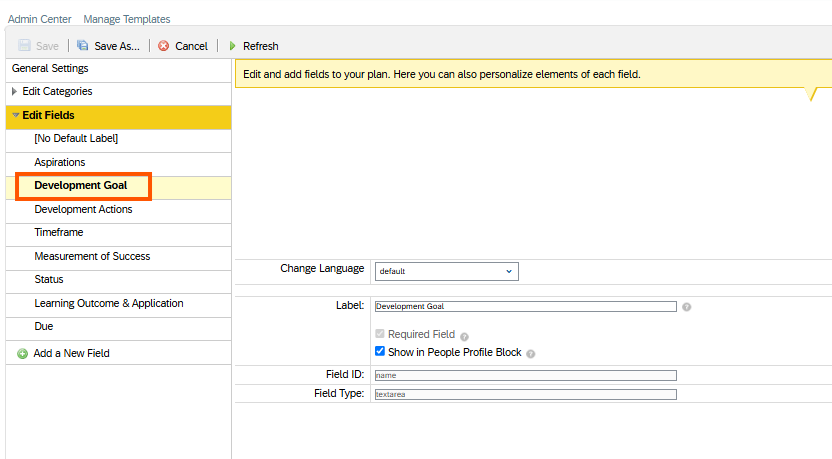 Admin Center Manage Templates
Save Save As... Cancel Refresh
General Settings
Edit Categories
Edit Fields
[No Default Label]
Aspirations
Development Goal
Development Actions
Timeframe
Measurement of Success
Status
Learning Outcome & Application
Due
Add a New Field
Edit and add fields to your plan. Here you can also personalize elements of each field.
Change Language default
Label: Development Goal ?
Required Field ?
Show in People Profile Block ?
Field ID: name
Field Type: textarea